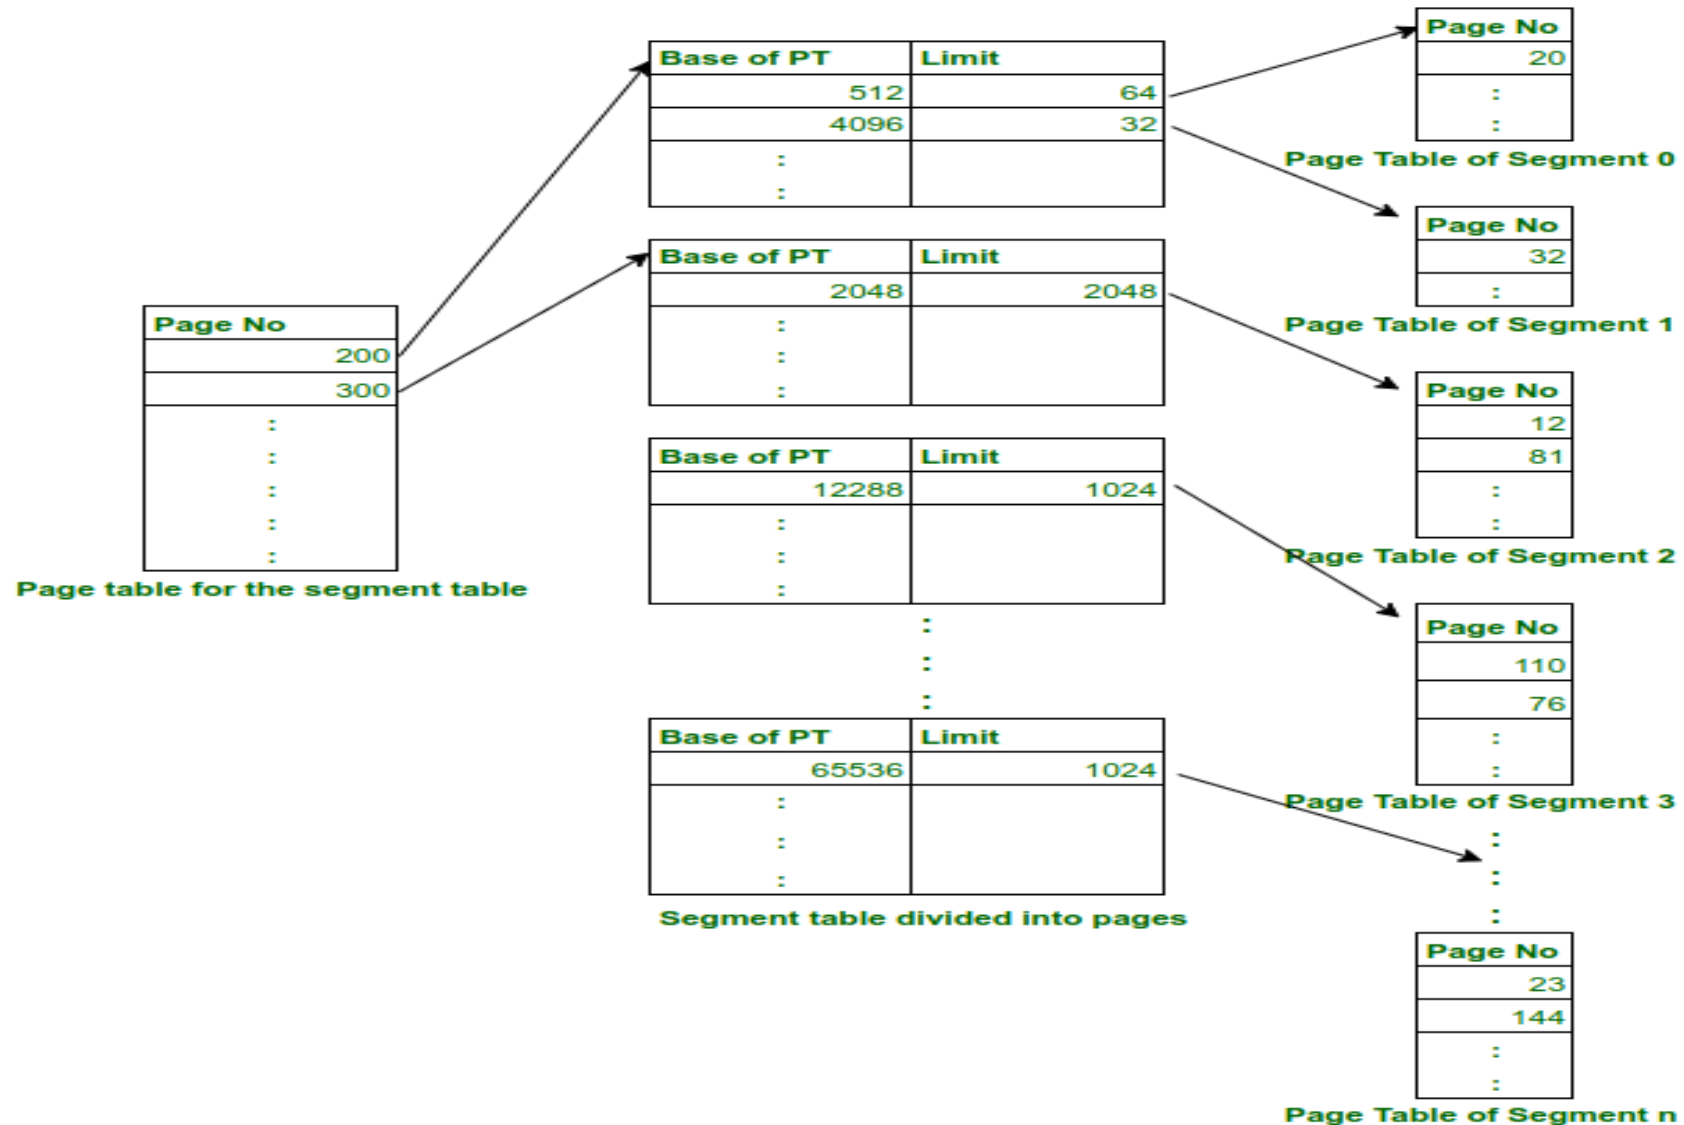 Page No
200
300
:
:
:
:
:
Page table for the segment table
Base of PT Limit
512 64
4096 32
:
:
Base of PT Limit
2048 2048
:
:
:
Base of PT Limit
12288 1024
:
:
:
:
:
:
Base of PT Limit
65536 1024
:
:
:
Segment table divided into pages
Page No
20
:
:
Page Table of Segment 0
Page No
32
:
Page Table of Segment 1
Page No
12
81
:
:
Page Table of Segment 2
Page No
110
76
:
:
Page Table of Segment 3
:
:
:
Page No
23
144
:
:
Page Table of Segment n